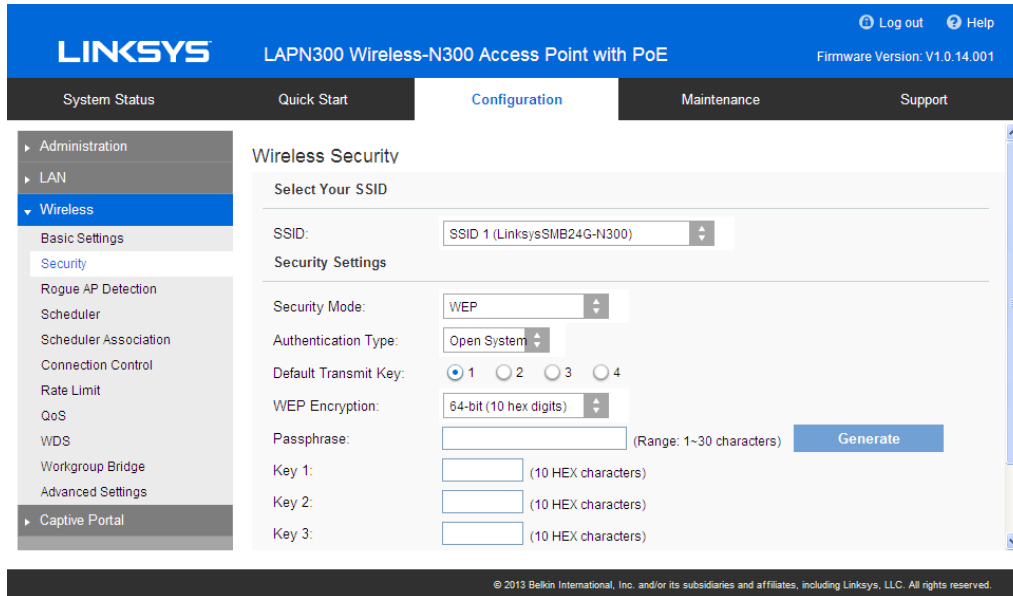 Log out Help
LINKSYS LAPN300 Wireless-N300 Access Point with PoE
Firmware Version: V1.0.14.001
System Status Quick Start Configuration Maintenance Support
Administration
LAN
Wireless
Basic Settings
Security
Rogue AP Detection
Scheduler
Scheduler Association
Connection Control
Rate Limit
QoS
WDS
Workgroup Bridge
Advanced Settings
Captive Portal
Wireless Security
Select Your SSID
SSID: SSID 1 (LinksysSMB24G-N300)
Security Settings
Security Mode: WEP
Authentication Type: Open System
Default Transmit Key: 1 2 3 4
WEP Encryption: 64-bit (10 hex digits)
Passphrase: (Range: 1~30 characters) Generate
Key 1: (10 HEX characters)
Key 2: (10 HEX characters)
Key 3: (10 HEX characters)
© 2013 Belkin International, Inc. and/or its subsidiaries and affiliates, including Linksys, LLC. All rights reserved.